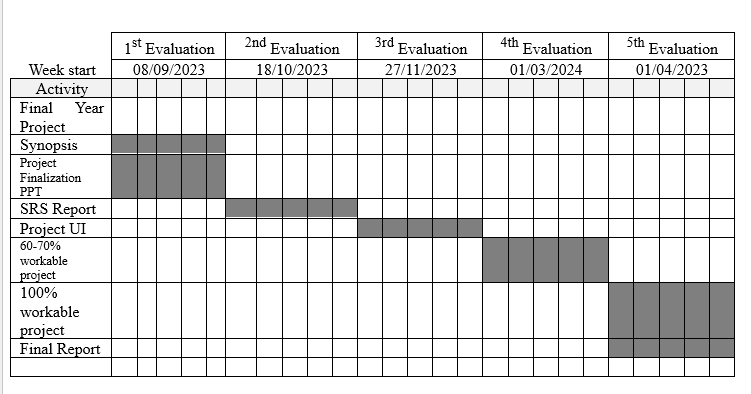 1st Evaluation 2nd Evaluation 3rd Evaluation 4th Evaluation 5th Evaluation
Week start 08/09/2023 18/10/2023 27/11/2023 01/03/2024 01/04/2023
Activity
Final Year
Project
Synopsis
Project
Finalization
PPT
SRS Report
Project UI
60-70%
workable
project
100%
workable
project
Final Report